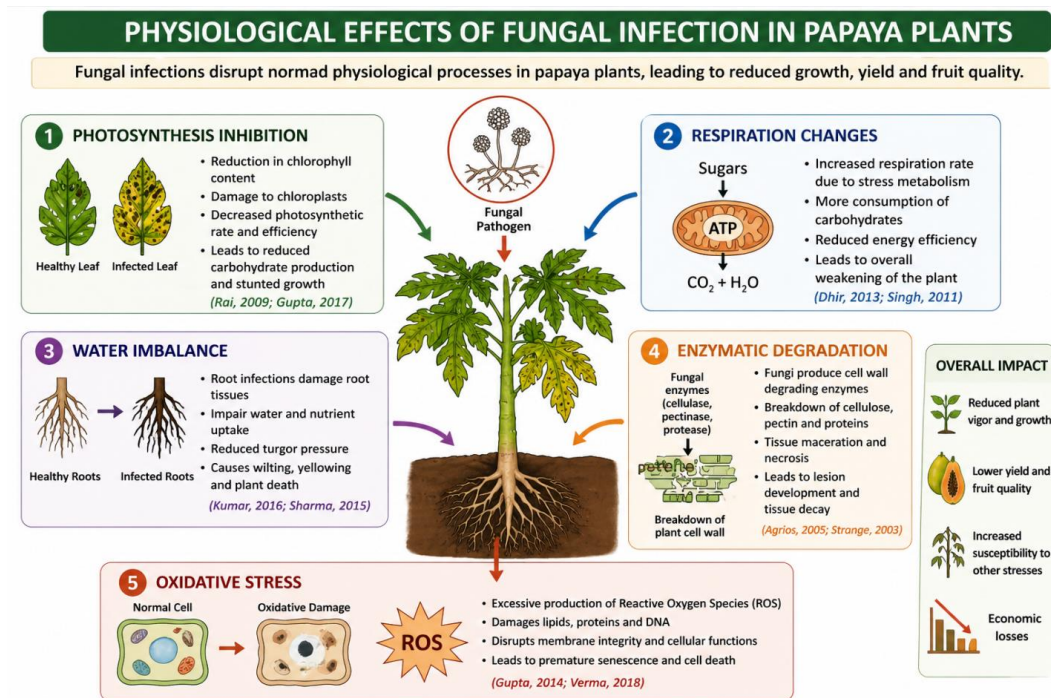 PHYSIOLOGICAL EFFECTS OF FUNGAL INFECTION IN PAPAYA PLANTS
Fungal infections disrupt normad physiological processes in papaya plants, leading to reduced growth, yield and fruit quality.
1 PHOTOSYNTHESIS INHIBITION
Healthy Leaf
Infected Leaf
• Reduction in chlorophyll
content
• Damage to chloroplasts
• Decreased photosynthetic
rate and efficiency
• Leads to reduced
carbohydrate production
and stunted growth
(Rai, 2009; Gupta, 2017)
Fungal
Pathogen
2 RESPIRATION CHANGES
Sugars
ATP
CO₂ + H₂O
• Increased respiration rate
due to stress metabolism
• More consumption of
carbohydrates
• Reduced energy efficiency
• Leads to overall
weakening of the plant
(Dhir, 2013; Singh, 2011)
3 WATER IMBALANCE
Healthy Roots
Infected Roots
• Root infections damage root
tissues
• Impair water and nutrient
uptake
• Reduced turgor pressure
• Causes wilting, yellowing
and plant death
(Kumar, 2016; Sharma, 2015)
4 ENZYMATIC DEGRADATION
Fungal
enzymes
(cellulase,
pectinase,
protease)
Breakdown of
plant cell wall
• Fungi produce cell wall
degrading enzymes
• Breakdown of cellulose,
pectin and proteins
• Tissue maceration and
necrosis
• Leads to lesion
development and
tissue decay
(Agrios, 2005; Strange, 2003)
5 OXIDATIVE STRESS
Normal Cell
Oxidative Damage
ROS
• Excessive production of Reactive Oxygen Species (ROS)
• Damages lipids, proteins and DNA
• Disrupts membrane integrity and cellular functions
• Leads to premature senescence and cell death
(Gupta, 2014; Verma, 2018)
OVERALL IMPACT
Reduced plant
vigor and growth
Lower yield and
fruit quality
Increased
susceptibility to
other stresses
Economic
losses